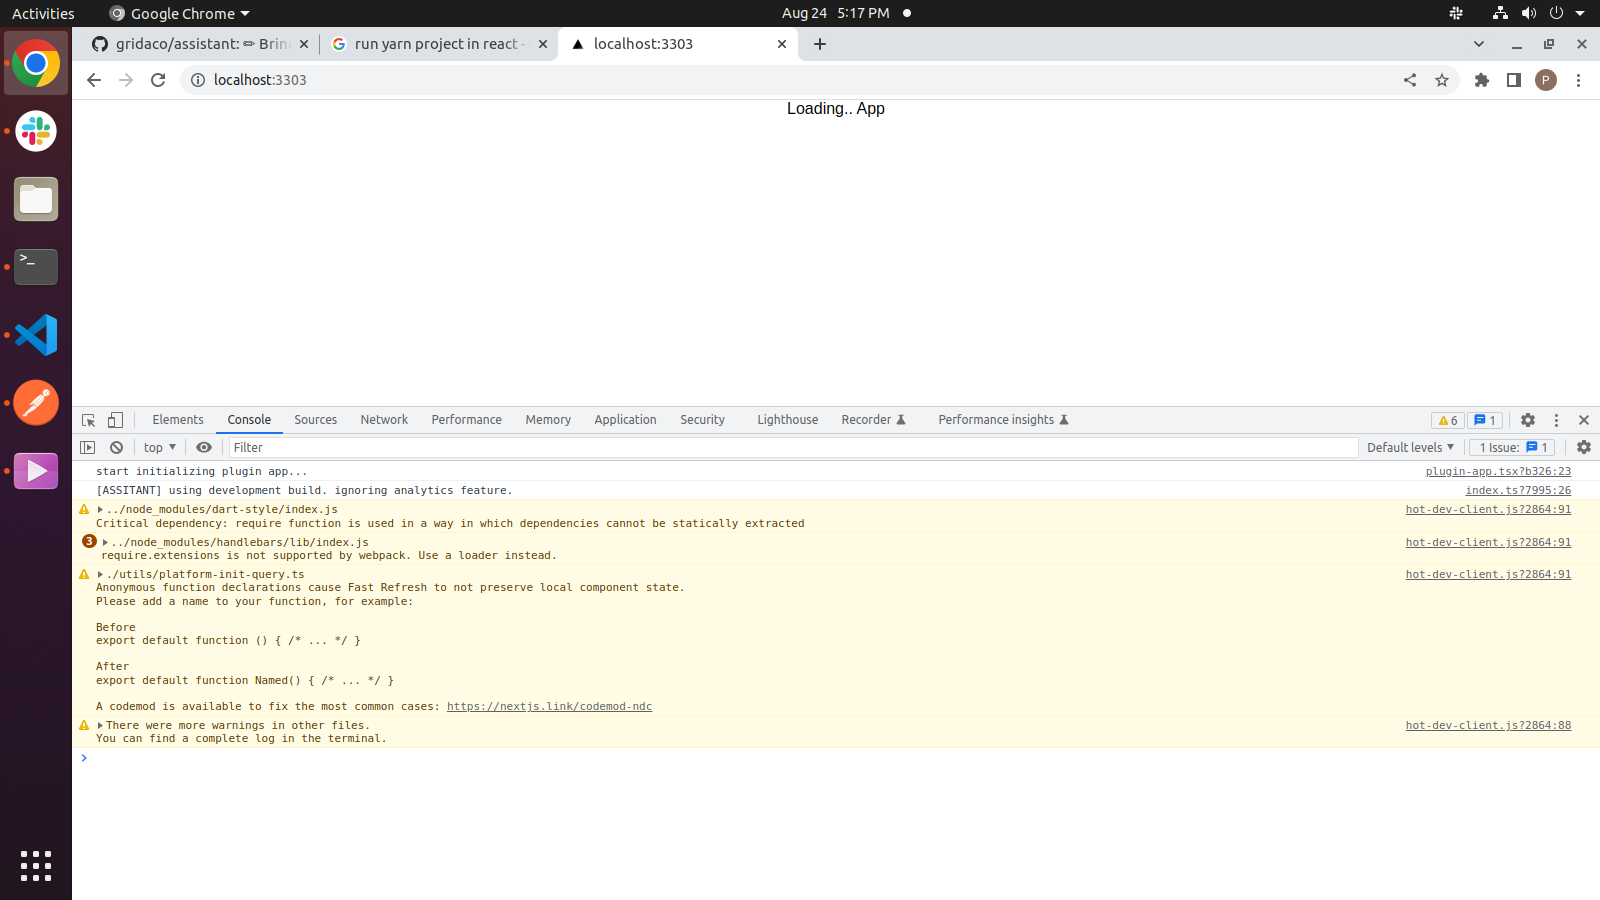 Activities
Google Chrome
Aug 24 5:17 PM
gridaco/assistant: ✏ Brin
run yarn project in react -
localhost:3303
localhost:3303
P
Loading.. App
Elements
Console
Sources
Network
Performance
Memory
Application
Security
Lighthouse
Recorder
Performance insights
6
1
top
Filter
Default levels
1 Issue:
1
start initializing plugin app...
plugin-app.tsx?b326:23
[ASSITANT] using development build. ignoring analytics feature.
index.ts?7995:26
../node_modules/dart-style/index.js
hot-dev-client.js?2864:91
Critical dependency: require function is used in a way in which dependencies cannot be statically extracted
3
../node_modules/handlebars/lib/index.js
hot-dev-client.js?2864:91
require.extensions is not supported by webpack. Use a loader instead.
./utils/platform-init-query.ts
hot-dev-client.js?2864:91
Anonymous function declarations cause Fast Refresh to not preserve local component state.
Please add a name to your function, for example:
Before
export default function () { /* ... */ }
After
export default function Named() { /* ... */ }
A codemod is available to fix the most common cases: https://nextjs.link/codemod-ndc
There were more warnings in other files.
hot-dev-client.js?2864:88
You can find a complete log in the terminal.